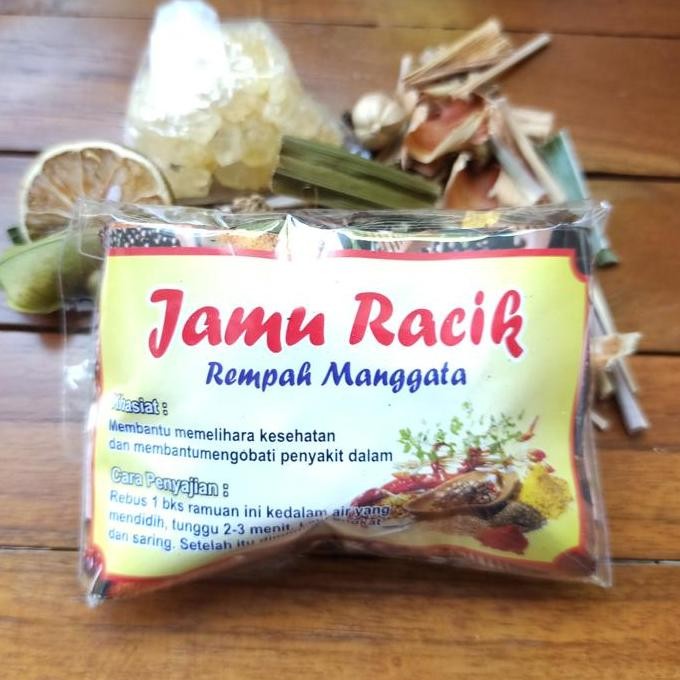 Jamu Racik
Rempah Manggata
Khasiat :
Membantu memelihara kesehatan
dan membantumengobati penyakit dalam
Cara Penyajian :
Rebus 1 bks ramuan ini kedalam air yang
mendidih, tunggu 2-3 menit,
dan saring. Setelah itu